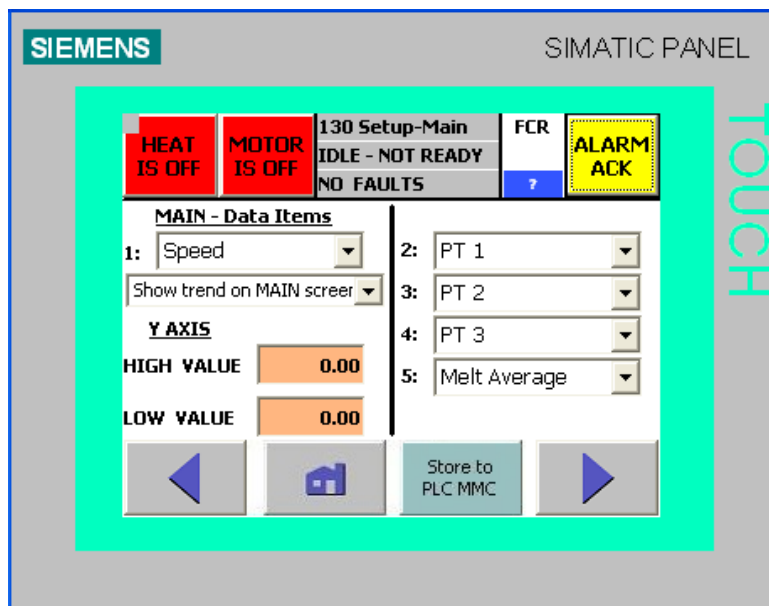 SIEMENS
SIMATIC PANEL
TOUCH
HEAT
IS OFF
MOTOR
IS OFF
130 Setup-Main
IDLE - NOT READY
NO FAULTS
FCR
?
ALARM
ACK
MAIN - Data Items
1: Speed
Show trend on MAIN screer
Y AXIS
HIGH VALUE 0.00
LOW VALUE 0.00
2: PT 1
3: PT 2
4: PT 3
5: Melt Average
Store to
PLC MMC